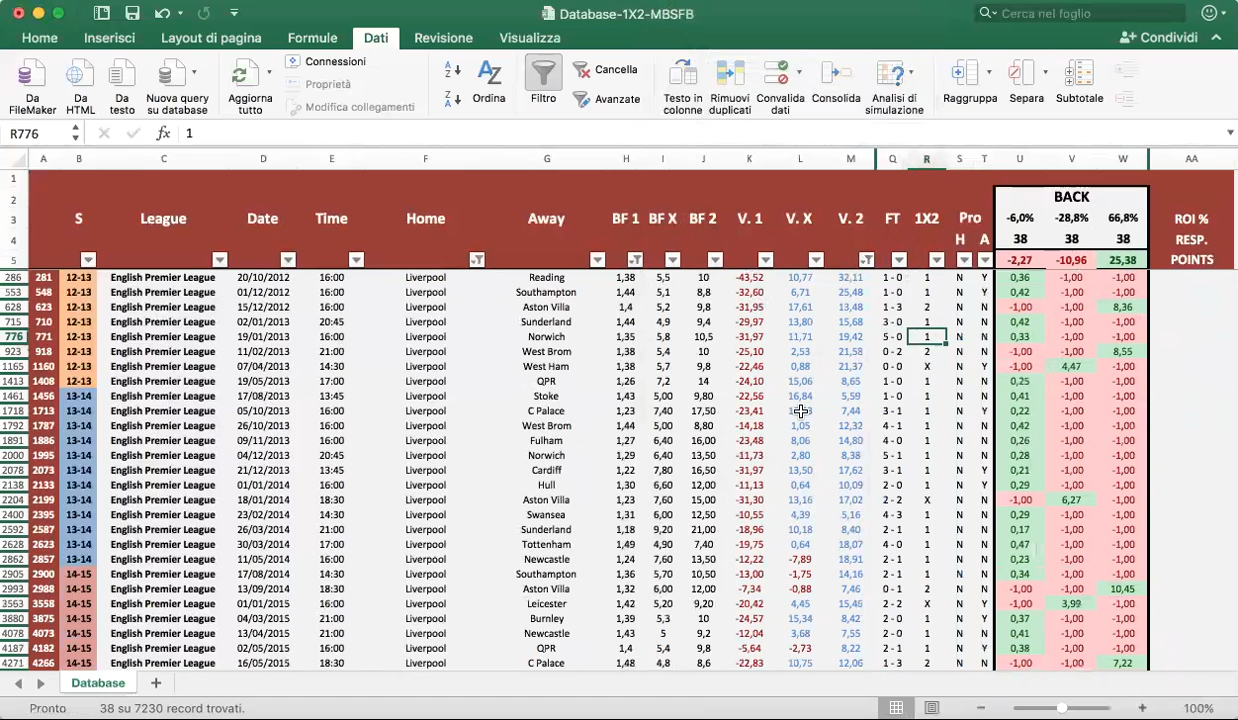 Database-1X2-MBSFB
Cerca nel foglio
Home Inserisci Layout di pagina Formule Dati Revisione Visualizza Condividi
Da FileMaker Da HTML Da testo Nuova query su database Aggiorna tutto Connessioni Proprietà Modifica collegamenti Ordina Filtro Cancella Avanzate Testo in colonne Rimuovi duplicati Convalida dati Consolida Analisi di simulazione Raggruppa Separa Subtotale
R776 fx 1
A B C D E F G H I J K L M Q R S T U V W AA
1
2 BACK
3 S League Date Time Home Away BF 1 BF X BF 2 V. 1 V. X V. 2 FT 1X2 Pro -6,0% -28,8% 66,8% ROI %
4 H A 38 38 38 RESP.
5 -2,27 -10,96 25,38 POINTS
286 281 12-13 English Premier League 20/10/2012 16:00 Liverpool Reading 1,38 5,5 10 -43,52 10,77 32,11 1 - 0 1 N Y 0,36 -1,00 -1,00
553 548 12-13 English Premier League 01/12/2012 16:00 Liverpool Southampton 1,44 5,1 8,8 -32,60 6,71 25,48 1 - 0 1 N Y 0,42 -1,00 -1,00
628 623 12-13 English Premier League 15/12/2012 16:00 Liverpool Aston Villa 1,4 5,2 9,8 -31,95 17,61 13,48 1 - 3 2 N N -1,00 -1,00 8,36
715 710 12-13 English Premier League 02/01/2013 20:45 Liverpool Sunderland 1,44 4,9 9,4 -29,97 13,80 15,68 3 - 0 1 N N 0,42 -1,00 -1,00
776 771 12-13 English Premier League 19/01/2013 16:00 Liverpool Norwich 1,35 5,8 10,5 -31,97 11,71 19,42 5 - 0 1 N N 0,33 -1,00 -1,00
923 918 12-13 English Premier League 11/02/2013 21:00 Liverpool West Brom 1,38 5,4 10 -25,10 2,53 21,58 0 - 2 2 N N -1,00 -1,00 8,55
1165 1160 12-13 English Premier League 07/04/2013 14:30 Liverpool West Ham 1,38 5,7 9,8 -22,46 0,88 21,37 0 - 0 X N Y -1,00 4,47 -1,00
1413 1408 12-13 English Premier League 19/05/2013 17:00 Liverpool QPR 1,26 7,2 14 -24,10 15,06 8,65 1 - 0 1 N N 0,25 -1,00 -1,00
1461 1456 13-14 English Premier League 17/08/2013 13:45 Liverpool Stoke 1,43 5,00 9,80 -22,56 16,84 5,59 1 - 0 1 N N 0,41 -1,00 -1,00
1718 1713 13-14 English Premier League 05/10/2013 16:00 Liverpool C Palace 1,23 7,40 17,50 -23,41 7,44 3 - 1 1 N Y 0,22 -1,00 -1,00
1792 1787 13-14 English Premier League 26/10/2013 16:00 Liverpool West Brom 1,44 5,00 8,80 -14,18 1,05 12,32 4 - 1 1 N N 0,42 -1,00 -1,00
1891 1886 13-14 English Premier League 09/11/2013 16:00 Liverpool Fulham 1,27 6,40 16,00 -23,48 8,06 14,80 4 - 0 1 N N 0,26 -1,00 -1,00
2000 1995 13-14 English Premier League 04/12/2013 20:45 Liverpool Norwich 1,28 6,40 13,50 -11,73 2,80 8,38 5 - 1 1 N N 0,28 -1,00 -1,00
2078 2073 13-14 English Premier League 21/12/2013 13:45 Liverpool Cardiff 1,22 7,80 16,50 -31,97 13,50 17,62 3 - 1 1 N Y 0,21 -1,00 -1,00
2138 2133 13-14 English Premier League 01/01/2014 16:00 Liverpool Hull 1,30 6,60 12,00 -11,13 0,64 10,09 2 - 0 1 N Y 0,29 -1,00 -1,00
2204 2199 13-14 English Premier League 18/01/2014 18:30 Liverpool Aston Villa 1,23 7,60 15,00 -31,30 13,16 17,02 2 - 2 X N N -1,00 6,27 -1,00
2400 2395 13-14 English Premier League 23/02/2014 14:30 Liverpool Swansea 1,31 6,00 12,50 -10,55 4,39 5,16 4 - 3 1 N N 0,29 -1,00 -1,00
2592 2587 13-14 English Premier League 26/03/2014 21:00 Liverpool Sunderland 1,18 9,20 21,00 -18,96 10,18 8,40 2 - 1 1 N N 0,17 -1,00 -1,00
2628 2623 13-14 English Premier League 30/03/2014 17:00 Liverpool Tottenham 1,49 4,90 7,40 -19,75 0,64 18,07 4 - 0 1 N N 0,47 -1,00 -1,00
2862 2857 13-14 English Premier League 11/05/2014 16:00 Liverpool Newcastle 1,24 7,60 13,50 -12,22 -7,89 18,91 2 - 1 1 N N 0,23 -1,00 -1,00
2905 2900 14-15 English Premier League 17/08/2014 14:30 Liverpool Southampton 1,36 5,70 10,50 -13,00 -1,75 14,16 2 - 1 1 N N 0,34 -1,00 -1,00
2993 2988 14-15 English Premier League 13/09/2014 18:30 Liverpool Aston Villa 1,32 6,00 12,00 -7,34 -0,88 7,46 0 - 1 2 N N -1,00 -1,00 10,45
3563 3558 14-15 English Premier League 01/01/2015 16:00 Liverpool Leicester 1,42 5,20 9,20 -20,42 4,45 15,46 2 - 2 X N Y -1,00 3,99 -1,00
3880 3875 14-15 English Premier League 04/03/2015 21:00 Liverpool Burnley 1,39 5,3 10 -24,57 15,34 8,42 2 - 0 1 N Y 0,37 -1,00 -1,00
4078 4073 14-15 English Premier League 13/04/2015 21:00 Liverpool Newcastle 1,41 5 9,2 -12,04 3,68 7,55 2 - 0 1 N N 0,41 -1,00 -1,00
4187 4182 14-15 English Premier League 02/05/2015 16:00 Liverpool QPR 1,4 5,4 9,8 -5,64 -2,73 8,22 2 - 1 1 N Y 0,38 -1,00 -1,00
4271 4266 14-15 English Premier League 16/05/2015 18:30 Liverpool C Palace 1,48 4,8 8,6 -22,83 10,75 12,06 1 - 3 2 N N -1,00 -1,00 7,22
Database
Pronto 38 su 7230 record trovati. 100%